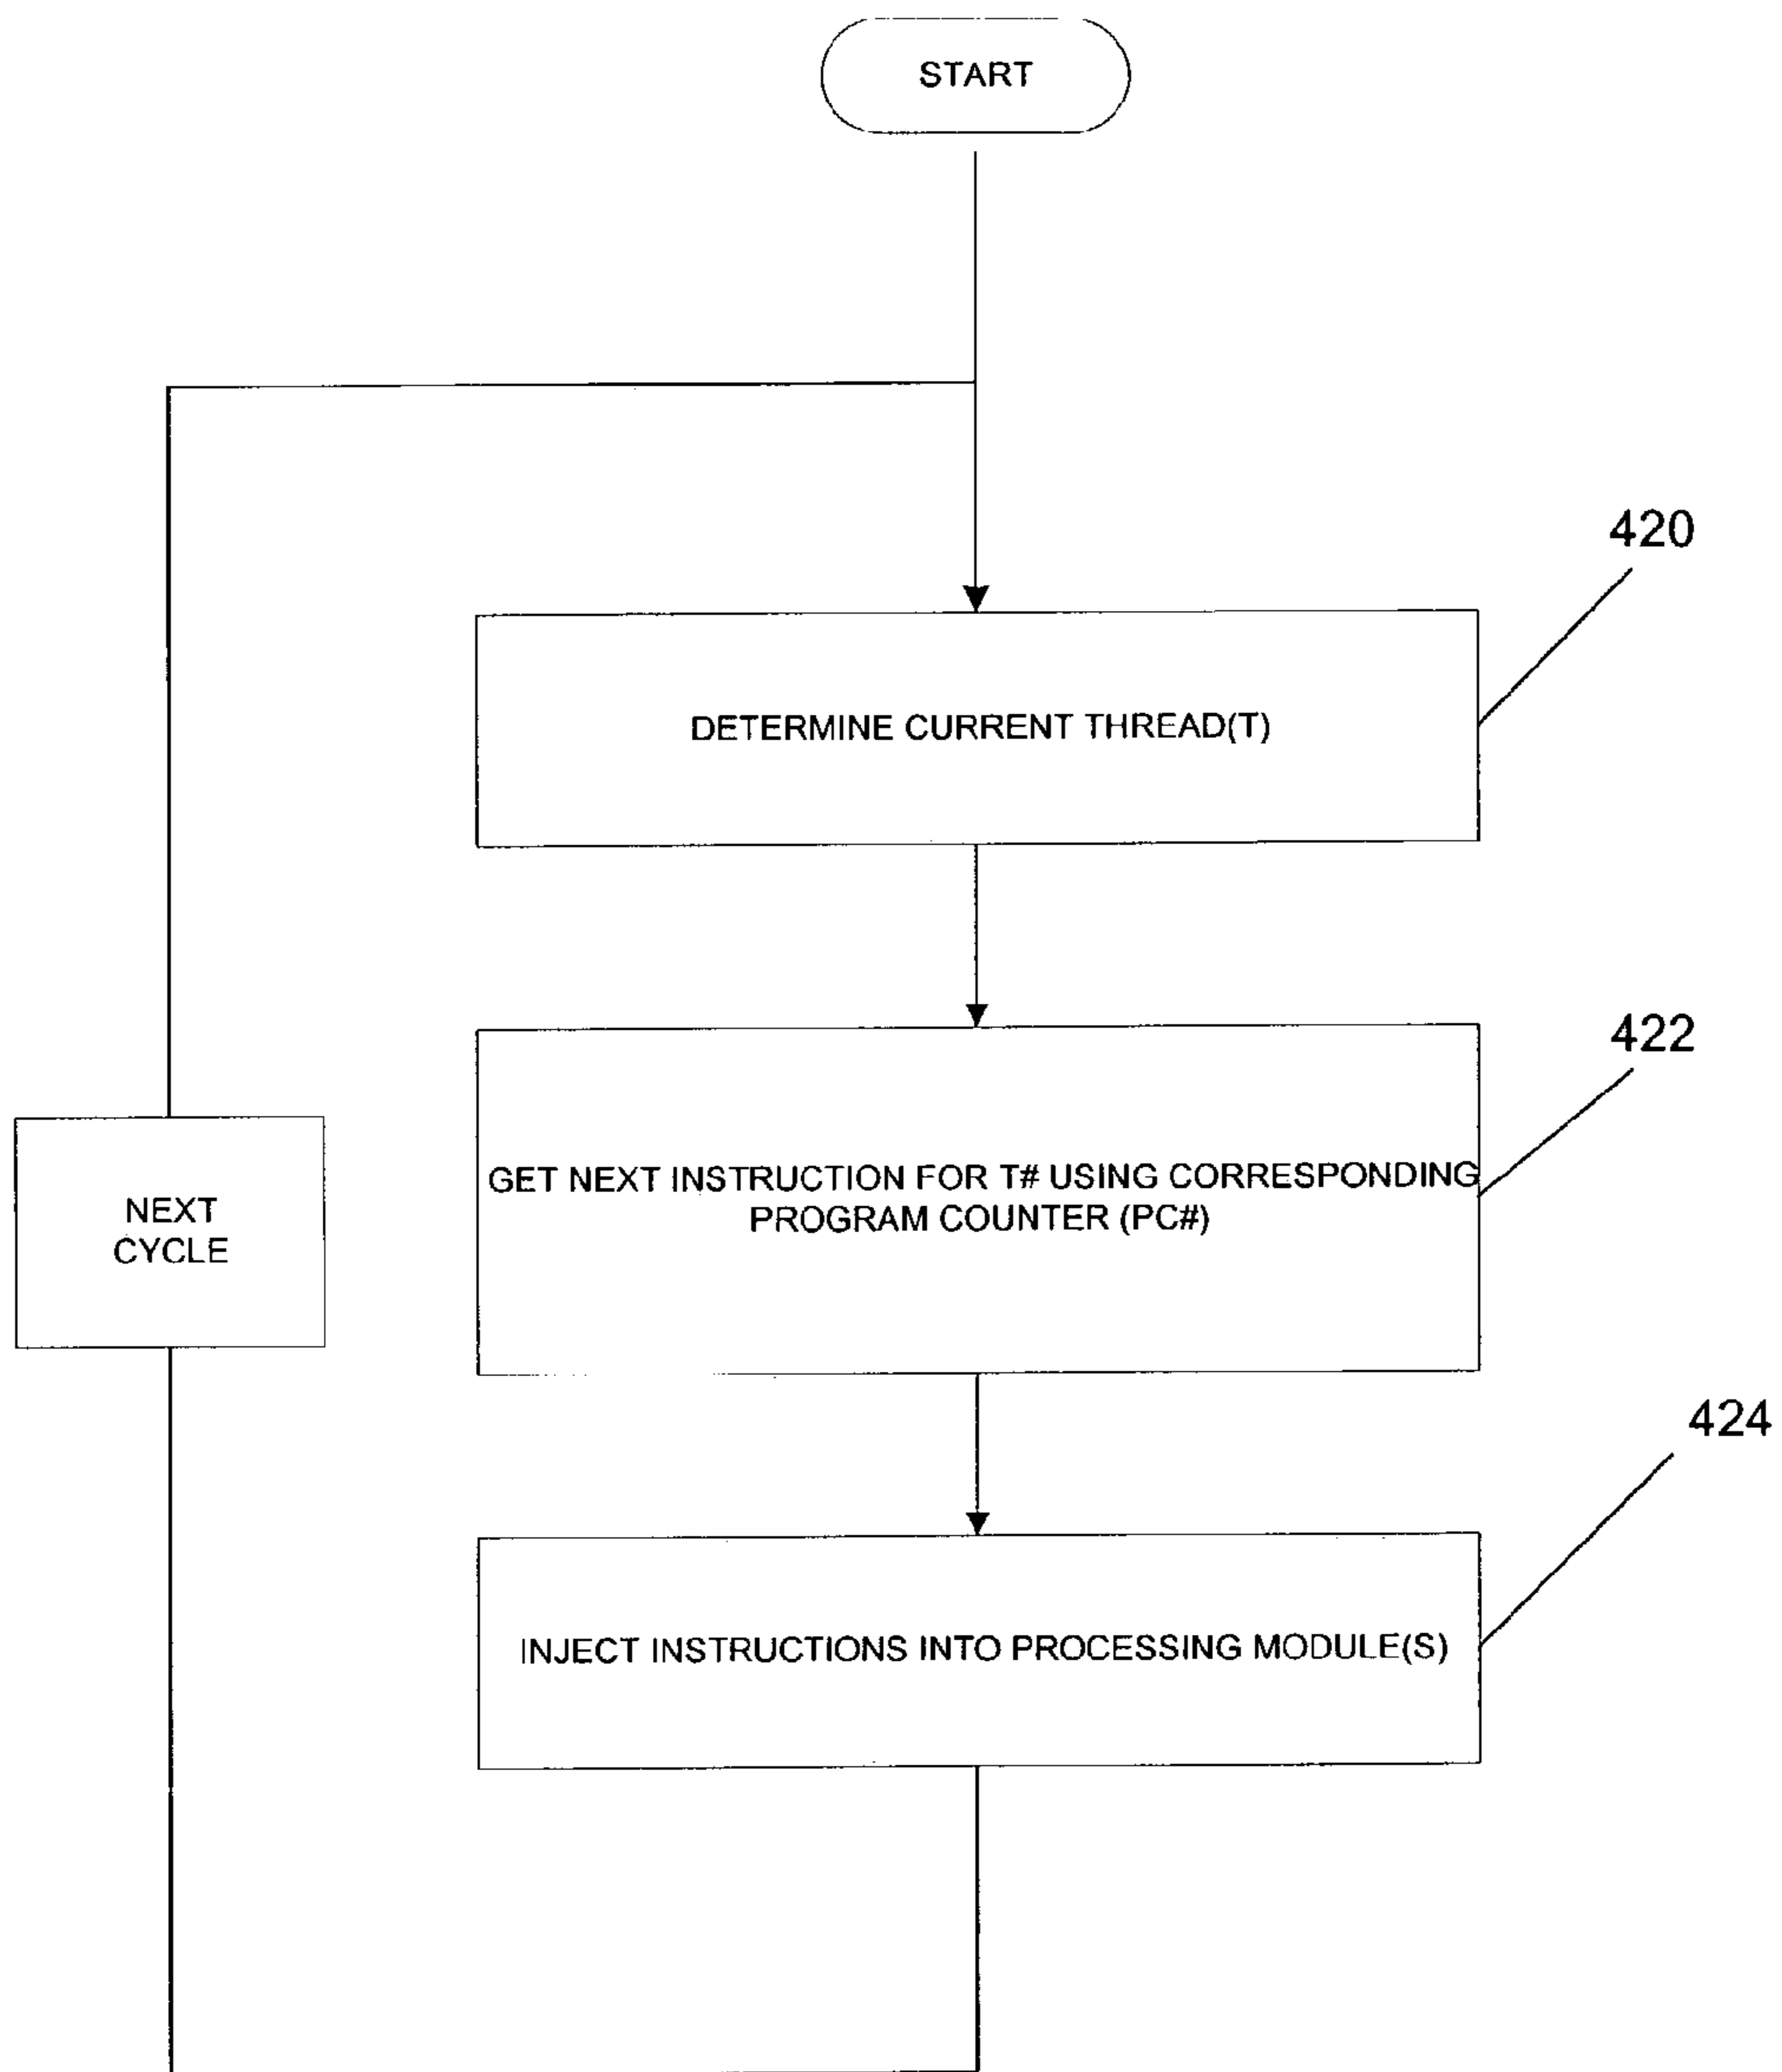 START
420
DETERMINE CURRENT THREAD(T)
422
GET NEXT INSTRUCTION FOR T# USING CORRESPONDING
PROGRAM COUNTER (PC#)
NEXT
CYCLE
424
INJECT INSTRUCTIONS INTO PROCESSING MODULE(S)